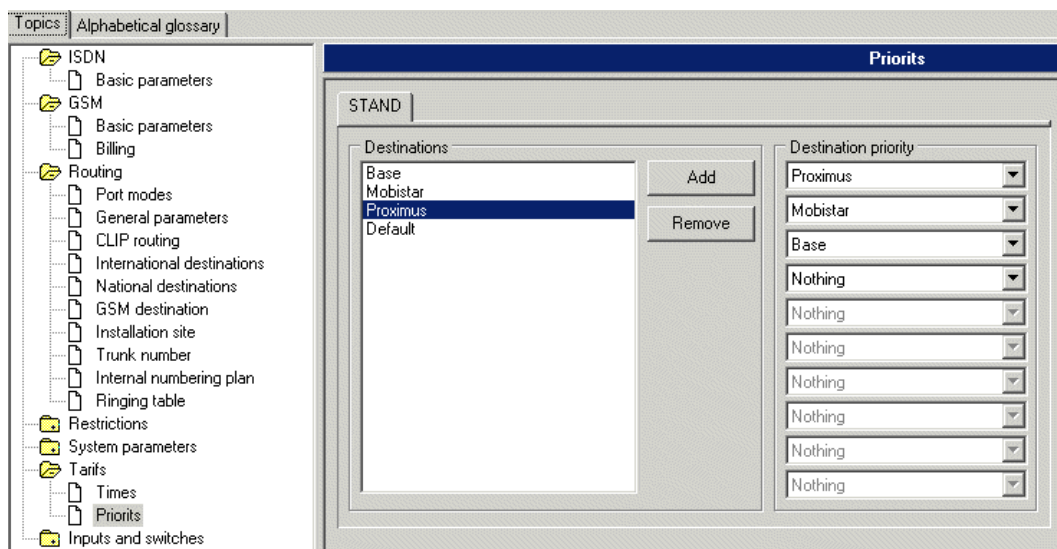 Topics
Alphabetical glossary
ISDN
Basic parameters
GSM
Basic parameters
Billing
Routing
Port modes
General parameters
CLIP routing
International destinations
National destinations
GSM destination
Installation site
Trunk number
Internal numbering plan
Ringing table
Restrictions
System parameters
Tarifs
Times
Priorits
Inputs and switches
Priorits
STAND
Destinations
Base
Mobistar
Proximus
Default
Add
Remove
Destination priority
Proximus
Mobistar
Base
Nothing
Nothing
Nothing
Nothing
Nothing
Nothing
Nothing